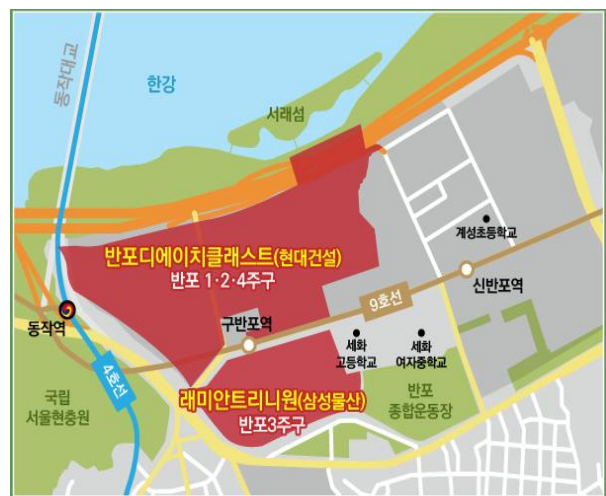 동작대교
한강
서래섬
계성초등학교
반포디에이치클래스트(현대건설)
반포 1·2·4주구
9호선
신반포역
동작역
구반포역
세화
고등학교
세화
여자중학교
4호선
국립
서울현충원
래미안트리니원(삼성물산)
반포3주구
반포
종합운동장